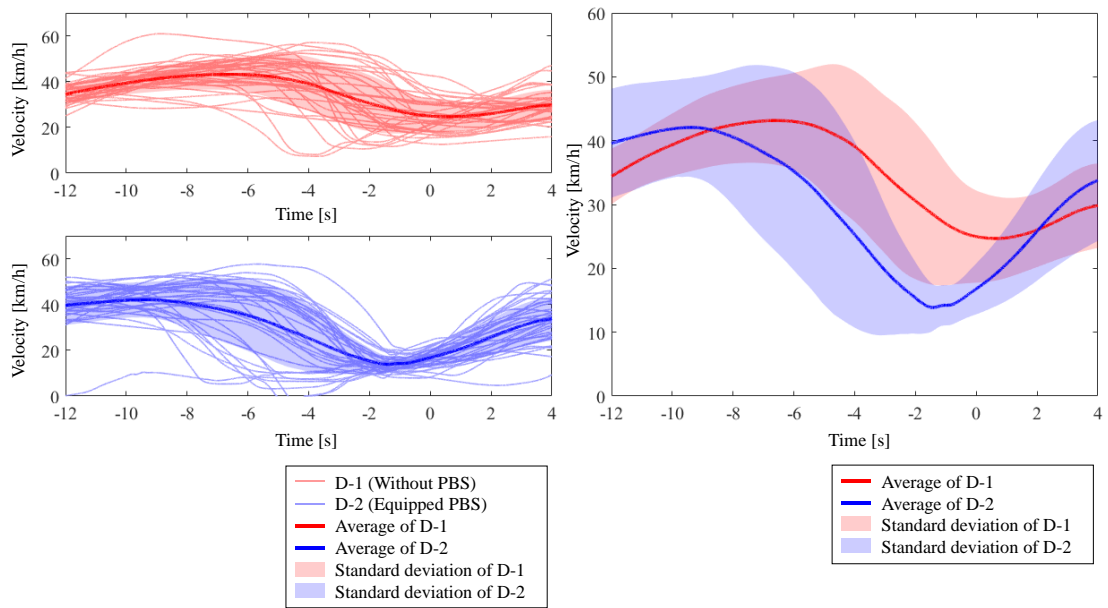 60
40
20
0
Velocity [km/h]
-12 -10 -8 -6 -4 -2 0 2 4
Time [s]
60
40
20
0
Velocity [km/h]
-12 -10 -8 -6 -4 -2 0 2 4
Time [s]
D-1 (Without PBS)
D-2 (Equipped PBS)
Average of D-1
Average of D-2
Standard deviation of D-1
Standard deviation of D-2
60
50
40
30
20
10
0
Velocity [km/h]
-12 -10 -8 -6 -4 -2 0 2 4
Time [s]
Average of D-1
Average of D-2
Standard deviation of D-1
Standard deviation of D-2